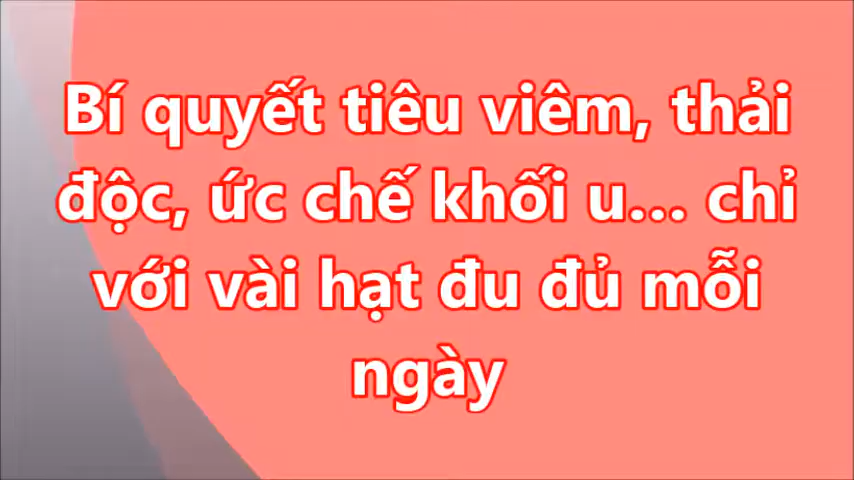 Bí quyết tiêu viêm, thải
độc, ức chế khối u... chỉ
với vài hạt đu đủ mỗi
ngày